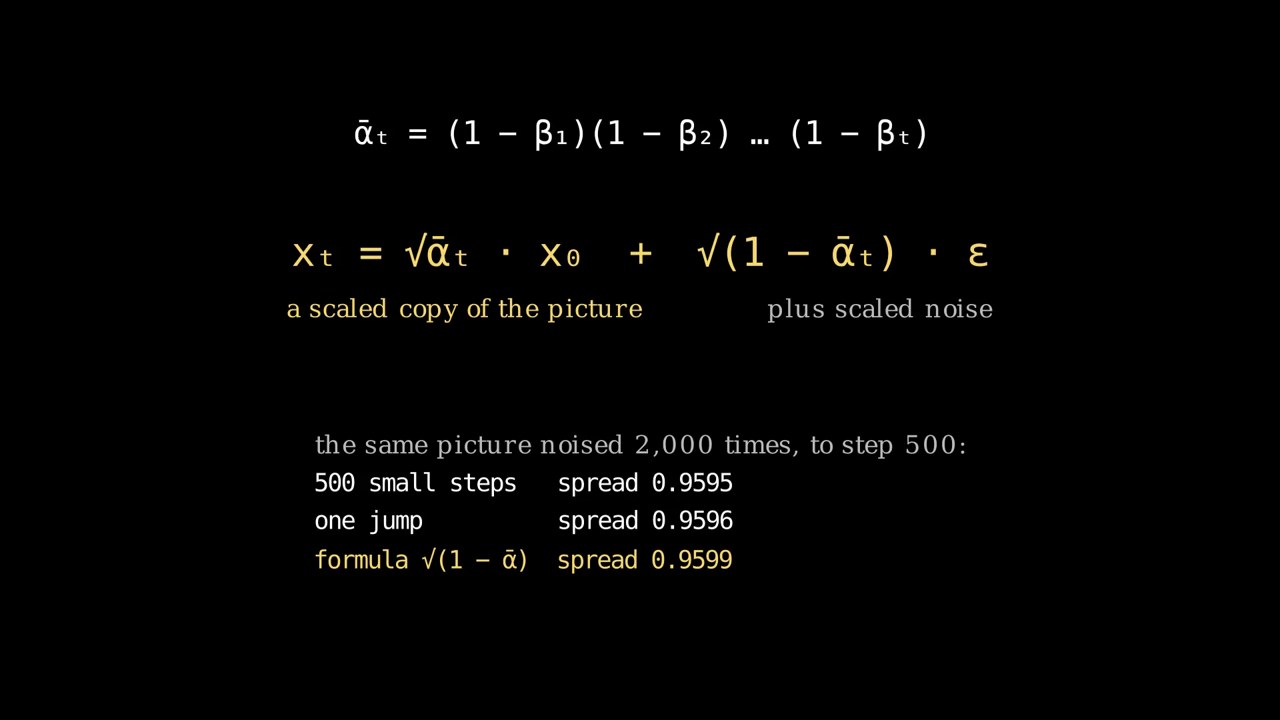 ᾱₜ = (1 − β₁)(1 − β₂) … (1 − βₜ)
xₜ = √ᾱₜ · x₀ + √(1 − ᾱₜ) · ε
a scaled copy of the picture plus scaled noise
the same picture noised 2,000 times, to step 500:
500 small steps spread 0.9595
one jump spread 0.9596
formula √(1 − ᾱ) spread 0.9599